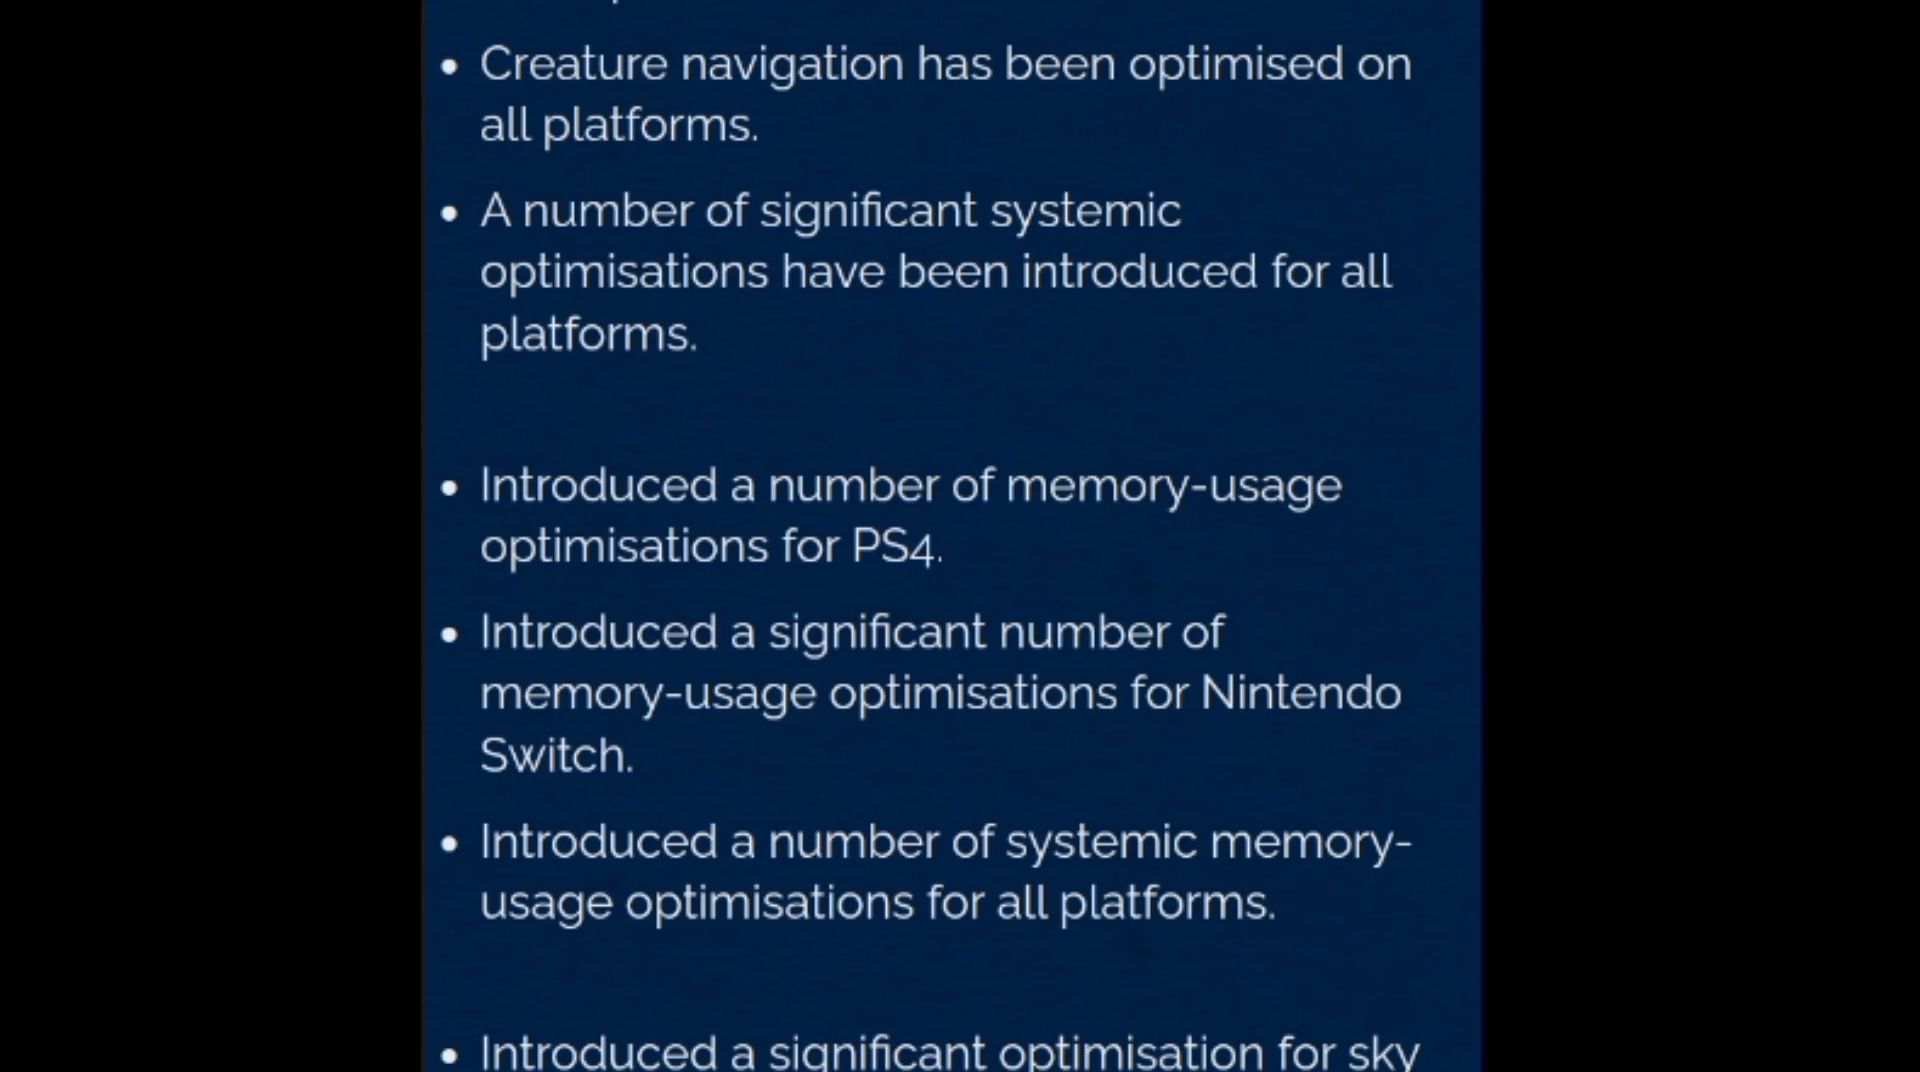 • Creature navigation has been optimised on
all platforms.
• A number of significant systemic
optimisations have been introduced for all
platforms.
• Introduced a number of memory-usage
optimisations for PS4.
• Introduced a significant number of
memory-usage optimisations for Nintendo
Switch.
• Introduced a number of systemic memory-
usage optimisations for all platforms.
• Introduced a significant optimisation for sky